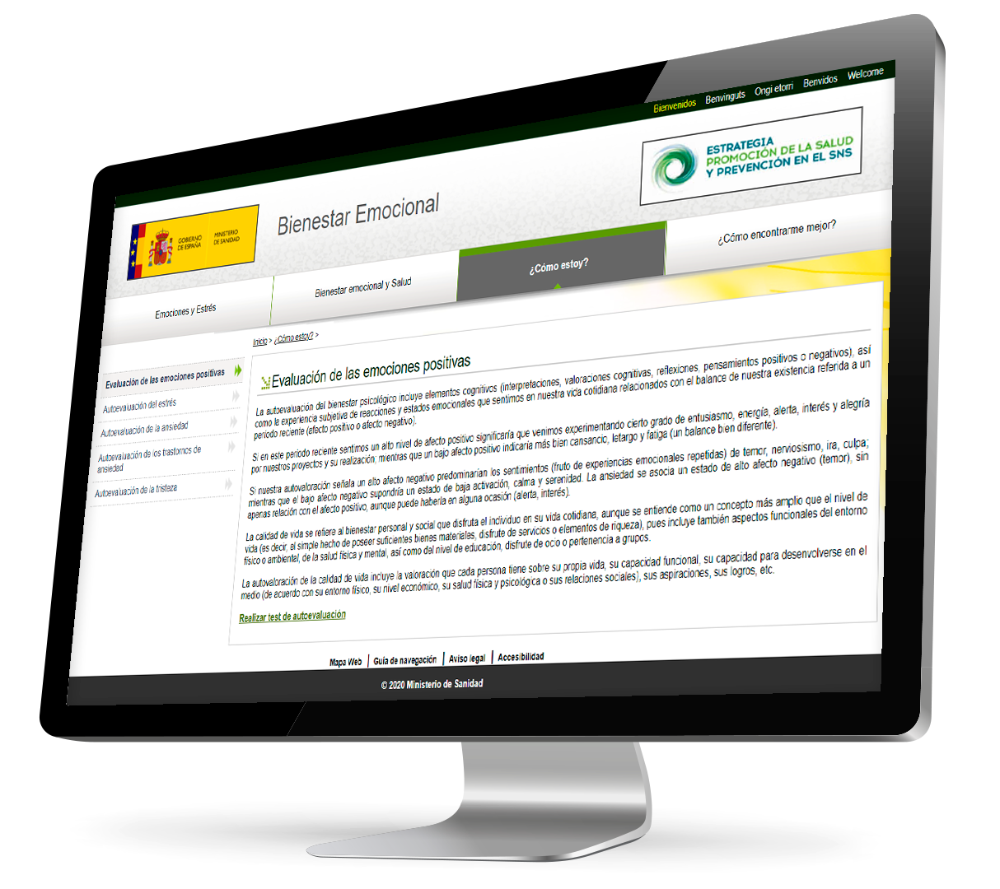 Bienvenidos Benvinguts Ongi etorri Benvidos Welcome
GOBIERNO
DE ESPAÑA
MINISTERIO
DE SANIDAD
Bienestar Emocional
ESTRATEGIA
PROMOCIÓN DE LA SALUD
Y PREVENCIÓN EN EL SNS
Emociones y Estrés
Bienestar emocional y Salud
¿Cómo estoy?
¿Cómo encontrarme mejor?
Inicio > ¿Cómo estoy? >
Evaluación de las emociones positivas
Autoevaluación del estrés
Autoevaluación de la ansiedad
Autoevaluación de los trastornos de
ansiedad
Autoevaluación de la tristeza
Evaluación de las emociones positivas
La autoevaluación del bienestar psicológico incluye elementos cognitivos (interpretaciones, valoraciones cognitivas, reflexiones, pensamientos positivos o negativos), así
como la experiencia subjetiva de reacciones y estados emocionales que sentimos en nuestra vida cotidiana relacionados con el balance de nuestra existencia referida a un
período reciente (afecto positivo o afecto negativo).
Si en este período reciente sentimos un alto nivel de afecto positivo significaría que venimos experimentando cierto grado de entusiasmo, energía, alerta, interés y alegría
por nuestros proyectos y su realización; mientras que un bajo afecto positivo indicaría más bien cansancio, letargo y fatiga (un balance bien diferente).
Si nuestra autovaloración señala un alto afecto negativo predominarían los sentimientos (fruto de experiencias emocionales repetidas) de temor, nerviosismo, ira, culpa;
mientras que el bajo afecto negativo supondría un estado de baja activación, calma y serenidad. La ansiedad se asocia un estado de alto afecto negativo (temor), sin
apenas relación con el afecto positivo, aunque puede haberla en alguna ocasión (alerta, interés).
La calidad de vida se refiere al bienestar personal y social que disfruta el individuo en su vida cotidiana, aunque se entiende como un concepto más amplio que el nivel de
vida (es decir, el simple hecho de poseer suficientes bienes materiales, disfrute de servicios o elementos de riqueza), pues incluye también aspectos funcionales del entorno
físico o ambiental, de la salud física y mental, así como del nivel de educación, disfrute de ocio o pertenencia a grupos.
La autovaloración de la calidad de vida incluye la valoración que cada persona tiene sobre su propia vida, su capacidad funcional, su capacidad para desenvolverse en el
medio (de acuerdo con su entorno físico, su nivel económico, su salud física y psicológica o sus relaciones sociales), sus aspiraciones, sus logros, etc.
Realizar test de autoevaluación
Mapa Web | Guía de navegación | Aviso legal | Accesibilidad
© 2020 Ministerio de Sanidad